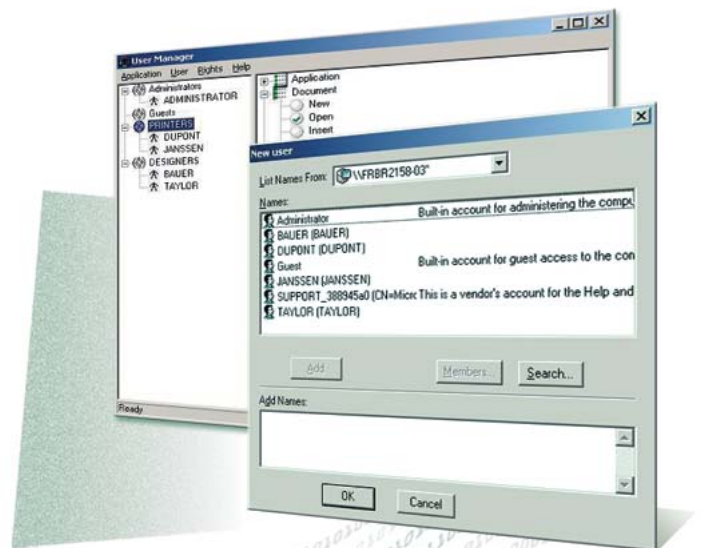 User Manager
Application User Rights Help
Administrators
ADMINISTRATOR
Guests
PRINTERS
DUPONT
JANSSEN
DESIGNERS
BAUER
TAYLOR
Ready
Application
Document
New
Open
Insert
New user
List Names From: \\FRBR2158-03"
Names:
Administrator Built-in account for administering the compu
BAUER (BAUER)
DUPONT (DUPONT)
Guest Built-in account for guest access to the con
JANSSEN (JANSSEN)
SUPPORT_388945a0 (CN=Micro This is a vendor's account for the Help and
TAYLOR (TAYLOR)
Add Members... Search...
Add Names:
OK Cancel